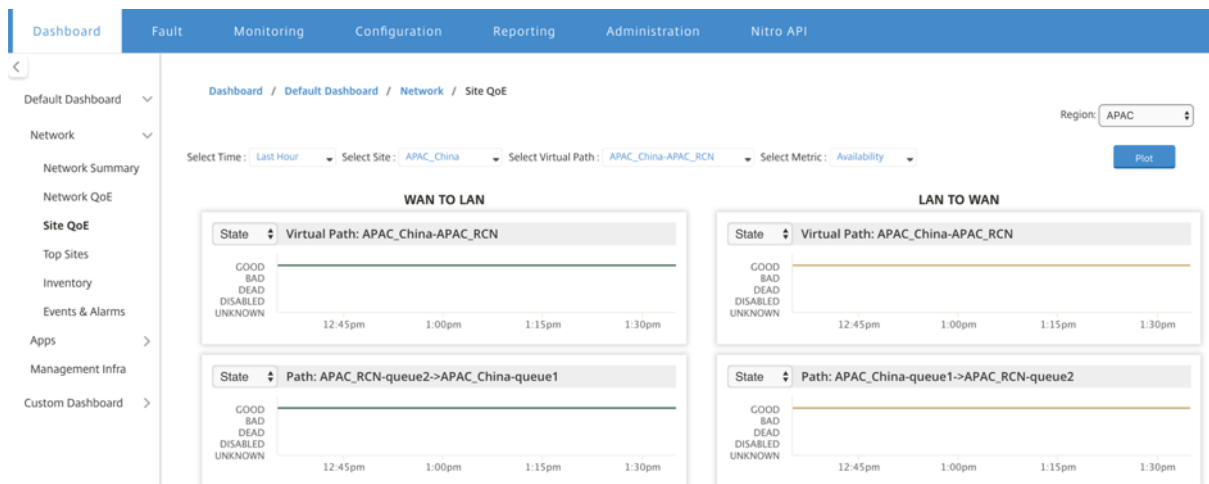 Dashboard Fault Monitoring Configuration Reporting Administration Nitro API
<
Default Dashboard
Network
Network Summary
Network QoE
Site QoE
Top Sites
Inventory
Events & Alarms
Apps
Management Infra
Custom Dashboard
Dashboard / Default Dashboard / Network / Site QoE
Region: APAC
Select Time : Last Hour Select Site : APAC_China Select Virtual Path : APAC_China-APAC_RCN Select Metric : Availability Plot
WAN TO LAN
State Virtual Path: APAC_China-APAC_RCN
GOOD
BAD
DEAD
DISABLED
UNKNOWN
12:45pm 1:00pm 1:15pm 1:30pm
State Path: APAC_RCN-queue2->APAC_China-queue1
GOOD
BAD
DEAD
DISABLED
UNKNOWN
12:45pm 1:00pm 1:15pm 1:30pm
LAN TO WAN
State Virtual Path: APAC_China-APAC_RCN
GOOD
BAD
DEAD
DISABLED
UNKNOWN
12:45pm 1:00pm 1:15pm 1:30pm
State Path: APAC_China-queue1->APAC_RCN-queue2
GOOD
BAD
DEAD
DISABLED
UNKNOWN
12:45pm 1:00pm 1:15pm 1:30pm